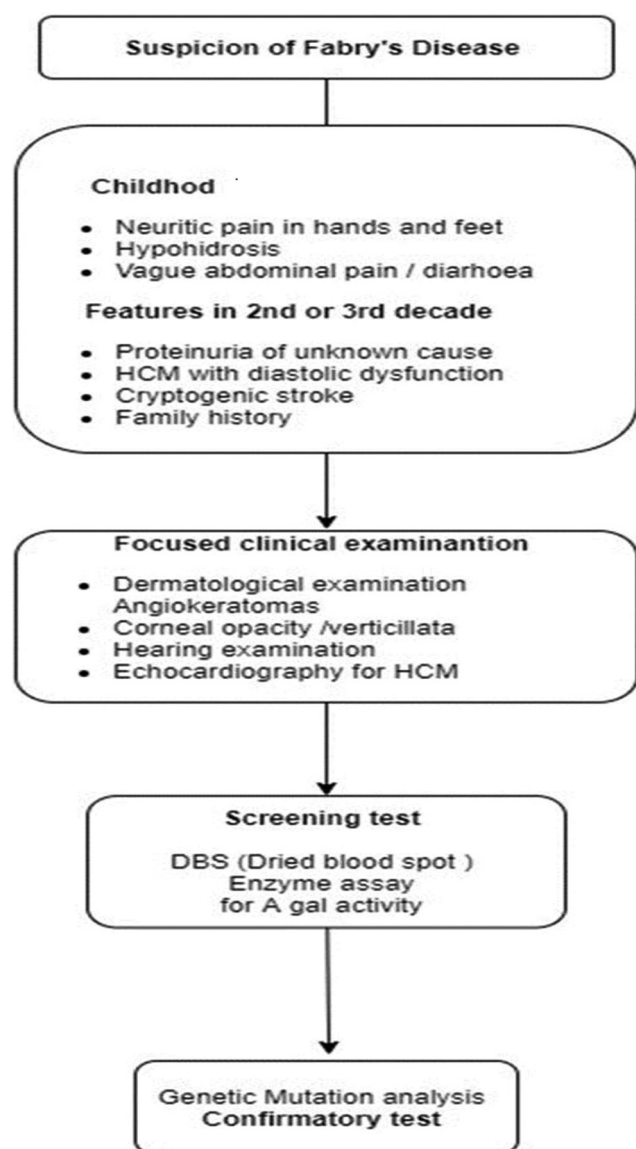 Suspicion of Fabry's Disease
Childhod
• Neuritic pain in hands and feet
• Hypohidrosis
• Vague abdominal pain / diarhoea
Features in 2nd or 3rd decade
• Proteinuria of unknown cause
• HCM with diastolic dysfunction
• Cryptogenic stroke
• Family history
Focused clinical examinantion
• Dermatological examination
Angiokeratomas
• Corneal opacity /verticillata
• Hearing examination
• Echocardiography for HCM
Screening test
DBS (Dried blood spot )
Enzyme assay
for A gal activity
Genetic Mutation analysis
Confirmatory test